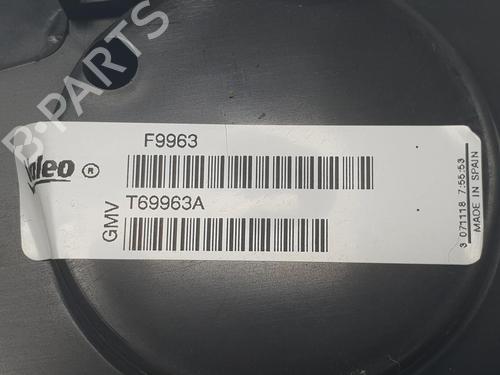 B-PARTS
F9963
Valeo ®
T69963A
GMV
3 071118 7:55:53
MADE IN SPAIN